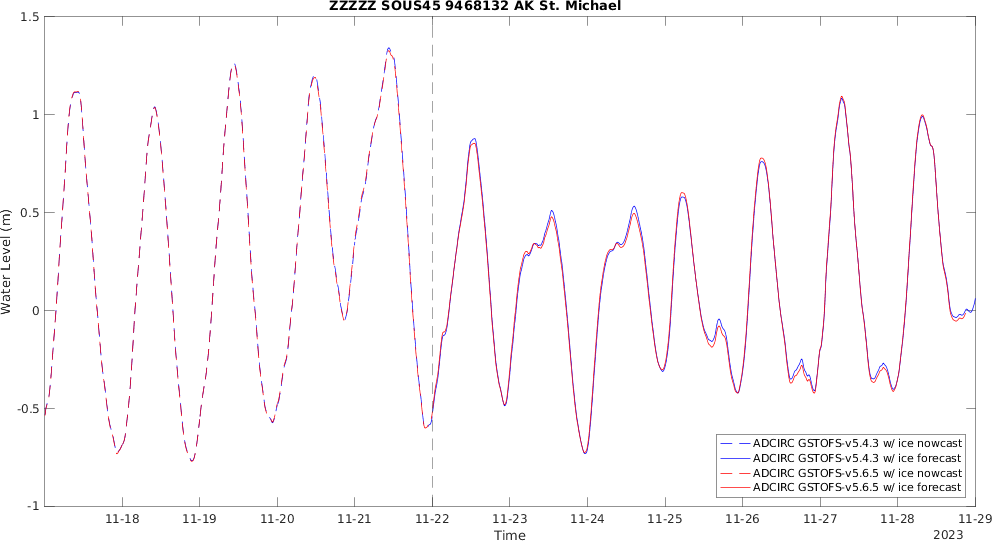 ZZZZZ SOUS45 9468132 AK St. Michael
1.5
1
0.5
0
-0.5
-1
Water Level (m)
11-18 11-19 11-20 11-21 11-22 11-23 11-24 11-25 11-26 11-27 11-28 11-29
Time
2023
ADCIRC GSTOFS-v5.4.3 w/ ice nowcast
ADCIRC GSTOFS-v5.4.3 w/ ice forecast
ADCIRC GSTOFS-v5.6.5 w/ ice nowcast
ADCIRC GSTOFS-v5.6.5 w/ ice forecast